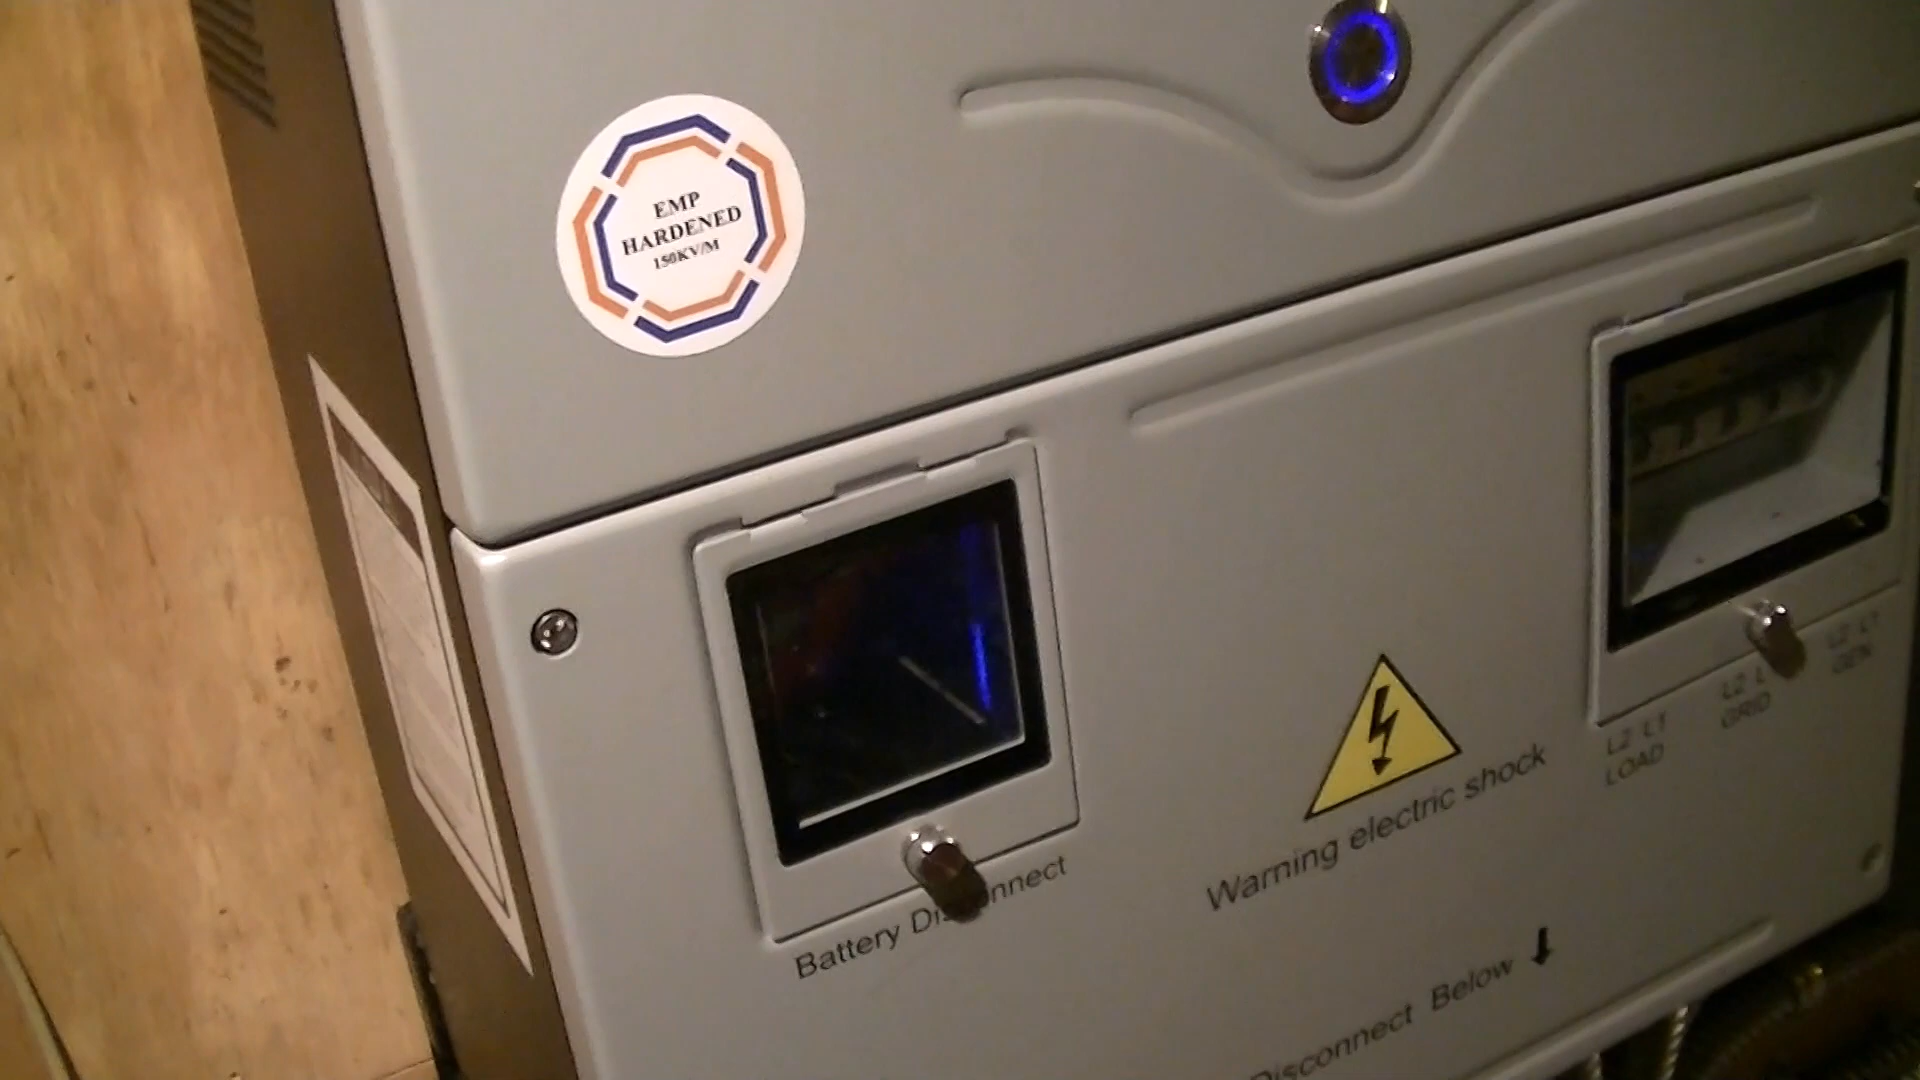 EMP
HARDENED
150KV/M
Battery Disconnect
Warning electric shock
L2 L1
LOAD
L2 L
GRID
L2 L1
GEN
Disconnect Below